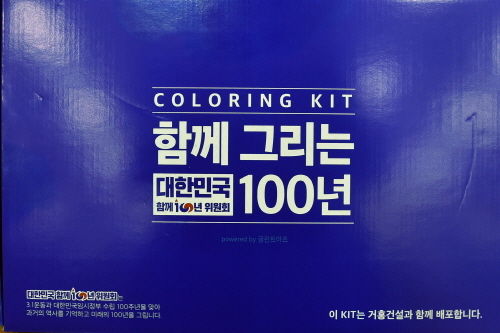 COLORING KIT
함께 그리는
대한민국 100년
함께 100년 위원회
powered by 글린트아트
대한민국 함께 100년 위원회는
3.1운동과 대한민국임시정부 수립 100주년을 맞아
과거의 역사를 기억하고 미래의 100년을 그립니다.
이 KIT는 거흥건설과 함께 배포합니다.